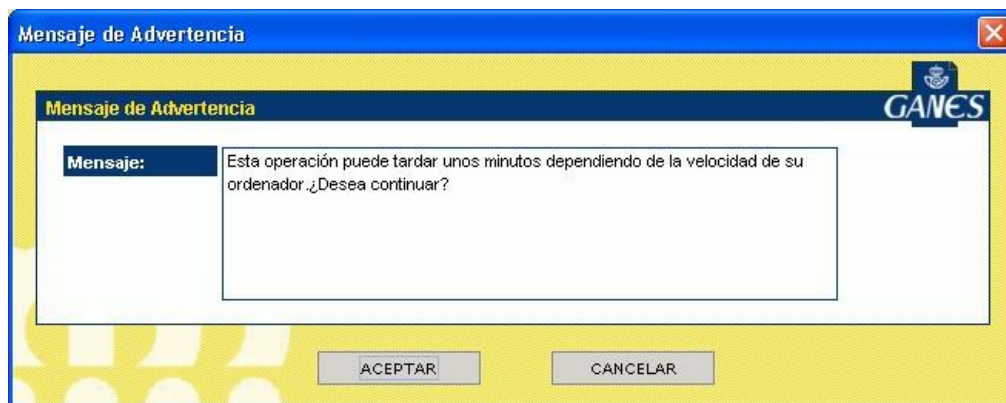 Mensaje de Advertencia
GANES
Mensaje de Advertencia
Mensaje:
Esta operación puede tardar unos minutos dependiendo de la velocidad de su
ordenador.¿Desea continuar?
ACEPTAR
CANCELAR